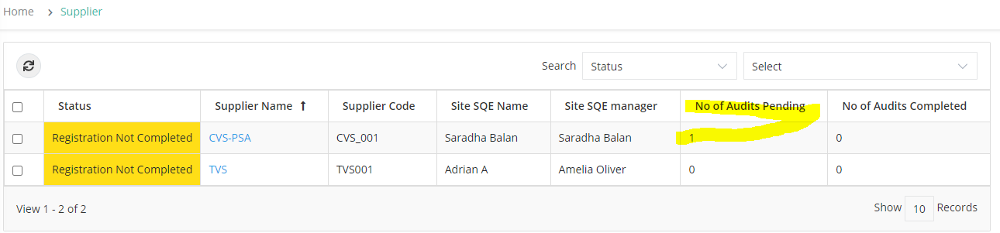 Home > Supplier
Search Status Select
Status Supplier Name ↑ Supplier Code Site SQE Name Site SQE manager No of Audits Pending No of Audits Completed
Registration Not Completed CVS-PSA CVS_001 Saradha Balan Saradha Balan 1 0
Registration Not Completed TVS TVS001 Adrian A Amelia Oliver 0 0
View 1 - 2 of 2 Show 10 Records